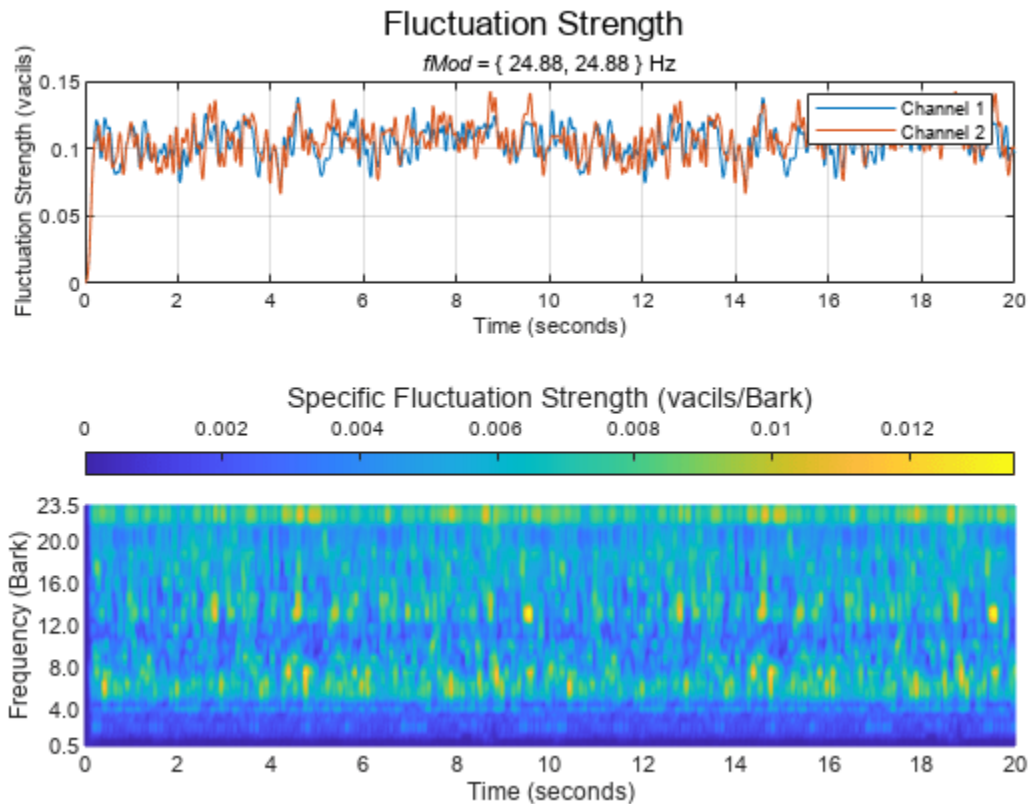 Fluctuation Strength
fMod = { 24.88, 24.88 } Hz
Fluctuation Strength (vacils)
0.15
0.1
0.05
0
Channel 1
Channel 2
0 2 4 6 8 10 12 14 16 18 20
Time (seconds)
Specific Fluctuation Strength (vacils/Bark)
0 0.002 0.004 0.006 0.008 0.01 0.012
Frequency (Bark)
23.5
20.0
16.0
12.0
8.0
4.0
0.5
0 2 4 6 8 10 12 14 16 18 20
Time (seconds)